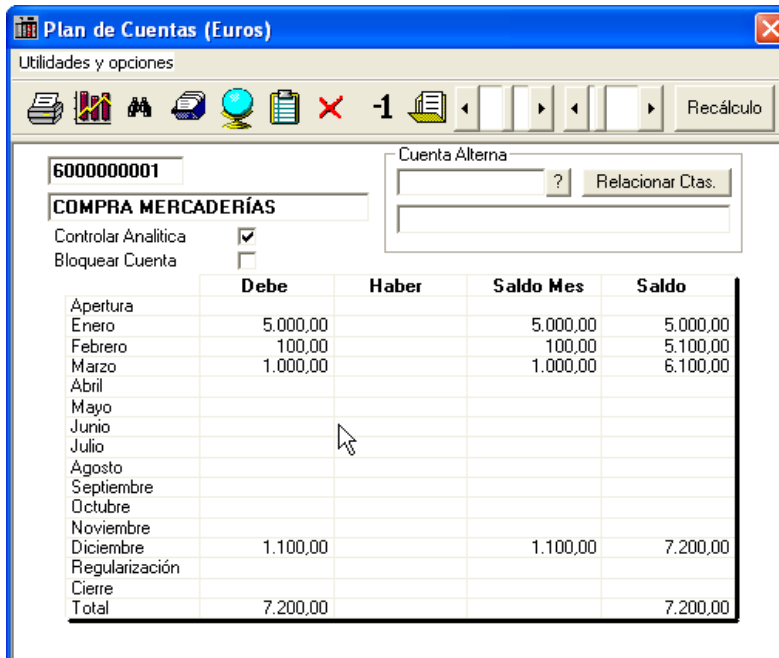 Plan de Cuentas (Euros)
Utilidades y opciones
-1 Recálculo
6000000001
Cuenta Alterna
? Relacionar Ctas.
COMPRA MERCADERÍAS
Controlar Analitica
Bloquear Cuenta
Debe Haber Saldo Mes Saldo
Apertura
Enero 5.000,00 5.000,00 5.000,00
Febrero 100,00 100,00 5.100,00
Marzo 1.000,00 1.000,00 6.100,00
Abril
Mayo
Junio
Julio
Agosto
Septiembre
Octubre
Noviembre
Diciembre 1.100,00 1.100,00 7.200,00
Regularización
Cierre
Total 7.200,00 7.200,00